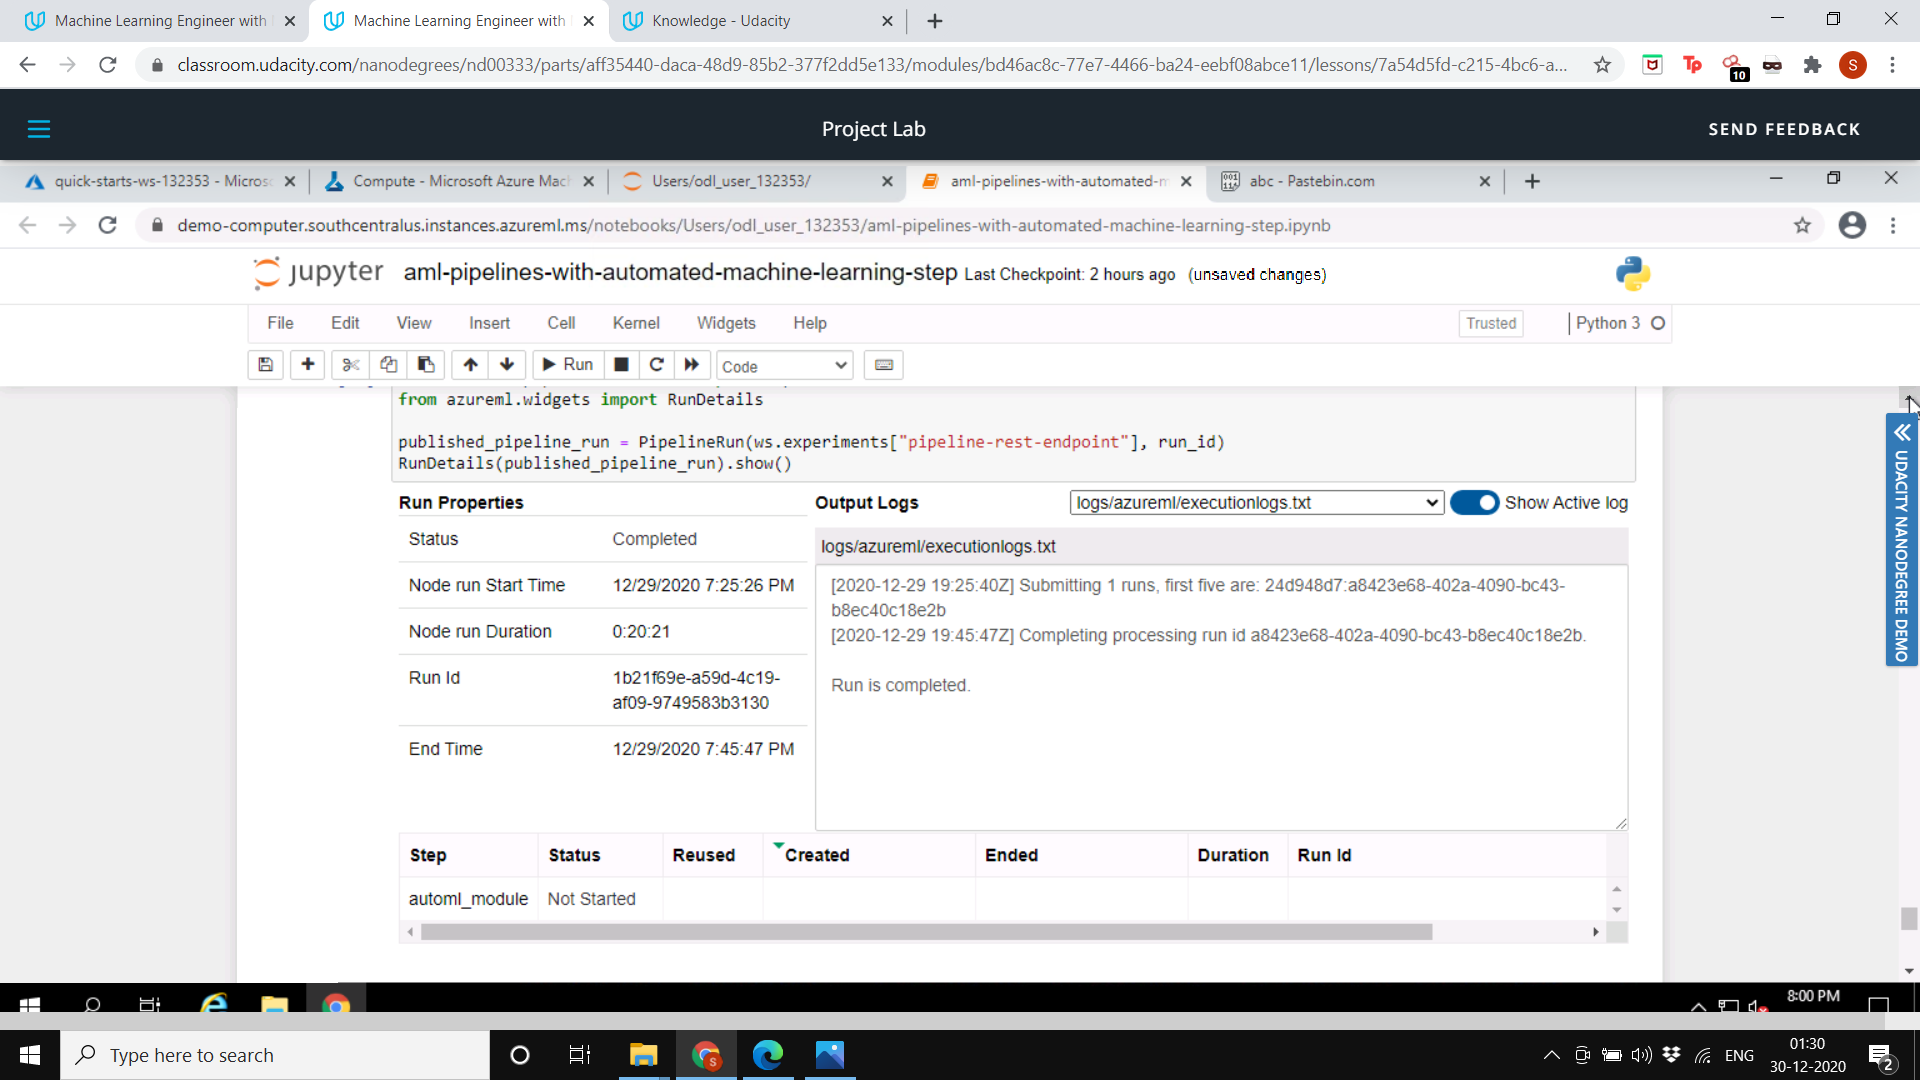 Machine Learning Engineer with
Machine Learning Engineer with
Knowledge - Udacity
classroom.udacity.com/nanodegrees/nd00333/parts/aff35440-daca-48d9-85b2-377f2dd5e133/modules/bd46ac8c-77e7-4466-ba24-eebf08abce11/lessons/7a54d5fd-c215-4bc6-a...
Tp
10
S
Project Lab
SEND FEEDBACK
quick-starts-ws-132353 - Microso
Compute - Microsoft Azure Mach
Users/odl_user_132353/
aml-pipelines-with-automated-m
abc - Pastebin.com
demo-computer.southcentralus.instances.azureml.ms/notebooks/Users/odl_user_132353/aml-pipelines-with-automated-machine-learning-step.ipynb
jupyter
aml-pipelines-with-automated-machine-learning-step Last Checkpoint: 2 hours ago (unsaved changes)
File
Edit
View
Insert
Cell
Kernel
Widgets
Help
Trusted
Python 3
Run
Code
from azureml.widgets import RunDetails
published_pipeline_run = PipelineRun(ws.experiments["pipeline-rest-endpoint"], run_id)
RunDetails(published_pipeline_run).show()
Run Properties
Status Completed
Node run Start Time 12/29/2020 7:25:26 PM
Node run Duration 0:20:21
Run Id 1b21f69e-a59d-4c19-
af09-9749583b3130
End Time 12/29/2020 7:45:47 PM
Output Logs
logs/azureml/executionlogs.txt
Show Active log
logs/azureml/executionlogs.txt
[2020-12-29 19:25:40Z] Submitting 1 runs, first five are: 24d948d7:a8423e68-402a-4090-bc43-
b8ec40c18e2b
[2020-12-29 19:45:47Z] Completing processing run id a8423e68-402a-4090-bc43-b8ec40c18e2b.
Run is completed.
Step Status Reused Created Ended Duration Run Id
automl_module Not Started
UDACITY NANODEGREE DEMO
8:00 PM
Type here to search
S
ENG
01:30
30-12-2020
2